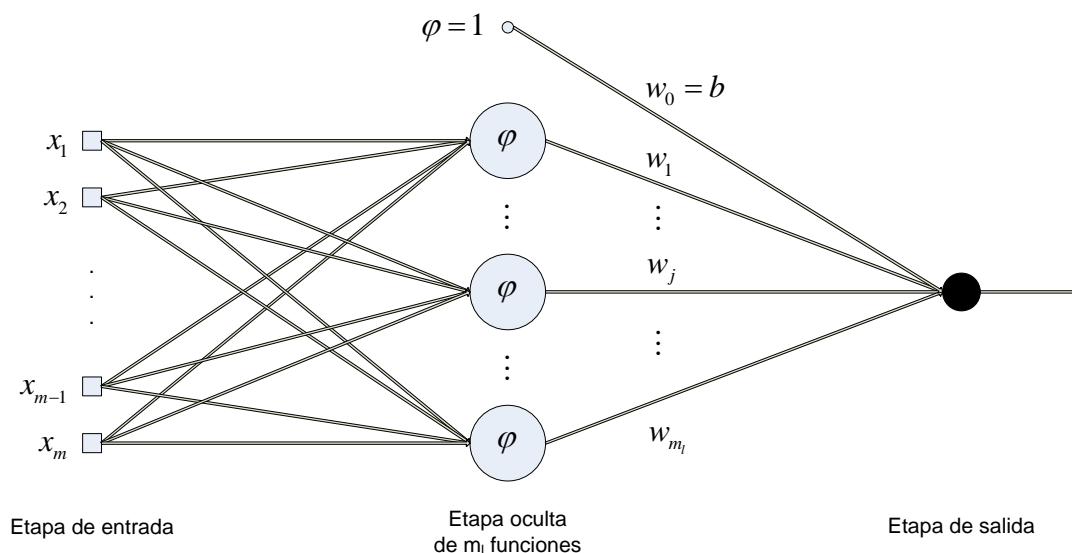 φ = 1
w₀ = b
x₁
φ
w₁
x₂
⋮
⋮
.
.
.
φ
w_j
⋮
⋮
x_{m−1}
x_m
φ
w_{m_l}
Etapa de entrada
Etapa oculta
de m_l funciones
Etapa de salida